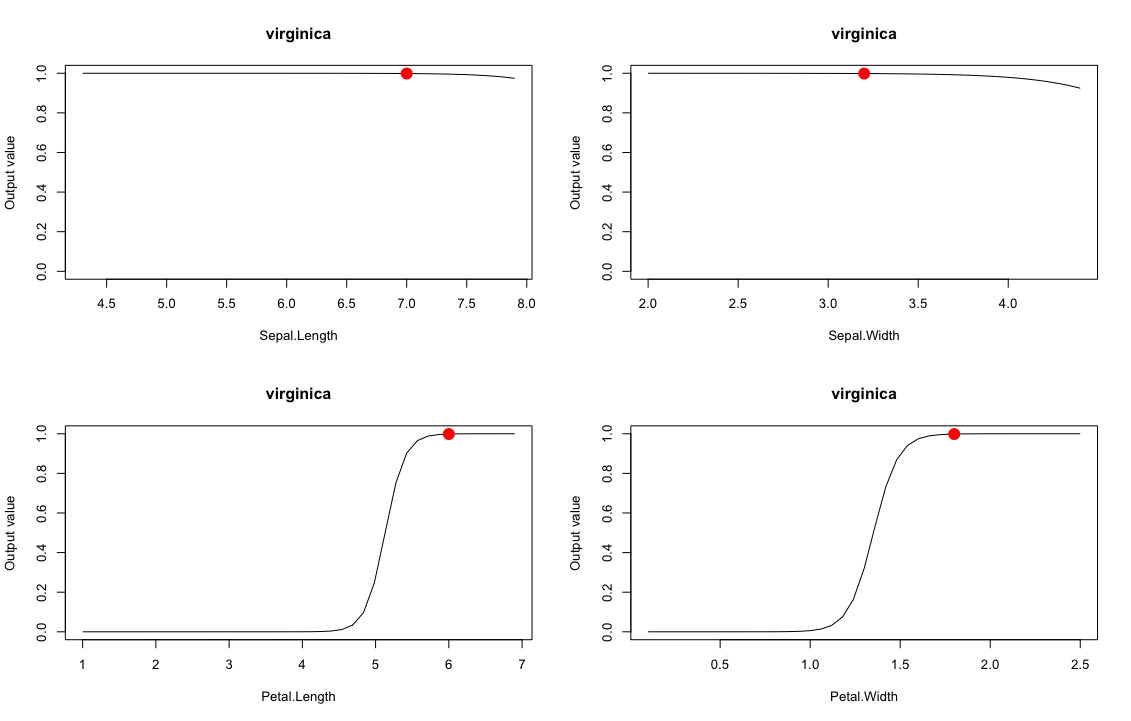 virginica
Output value
0.0 0.2 0.4 0.6 0.8 1.0
4.5 5.0 5.5 6.0 6.5 7.0 7.5 8.0
Sepal.Length
virginica
Output value
0.0 0.2 0.4 0.6 0.8 1.0
2.0 2.5 3.0 3.5 4.0
Sepal.Width
virginica
Output value
0.0 0.2 0.4 0.6 0.8 1.0
1 2 3 4 5 6 7
Petal.Length
virginica
Output value
0.0 0.2 0.4 0.6 0.8 1.0
0.5 1.0 1.5 2.0 2.5
Petal.Width